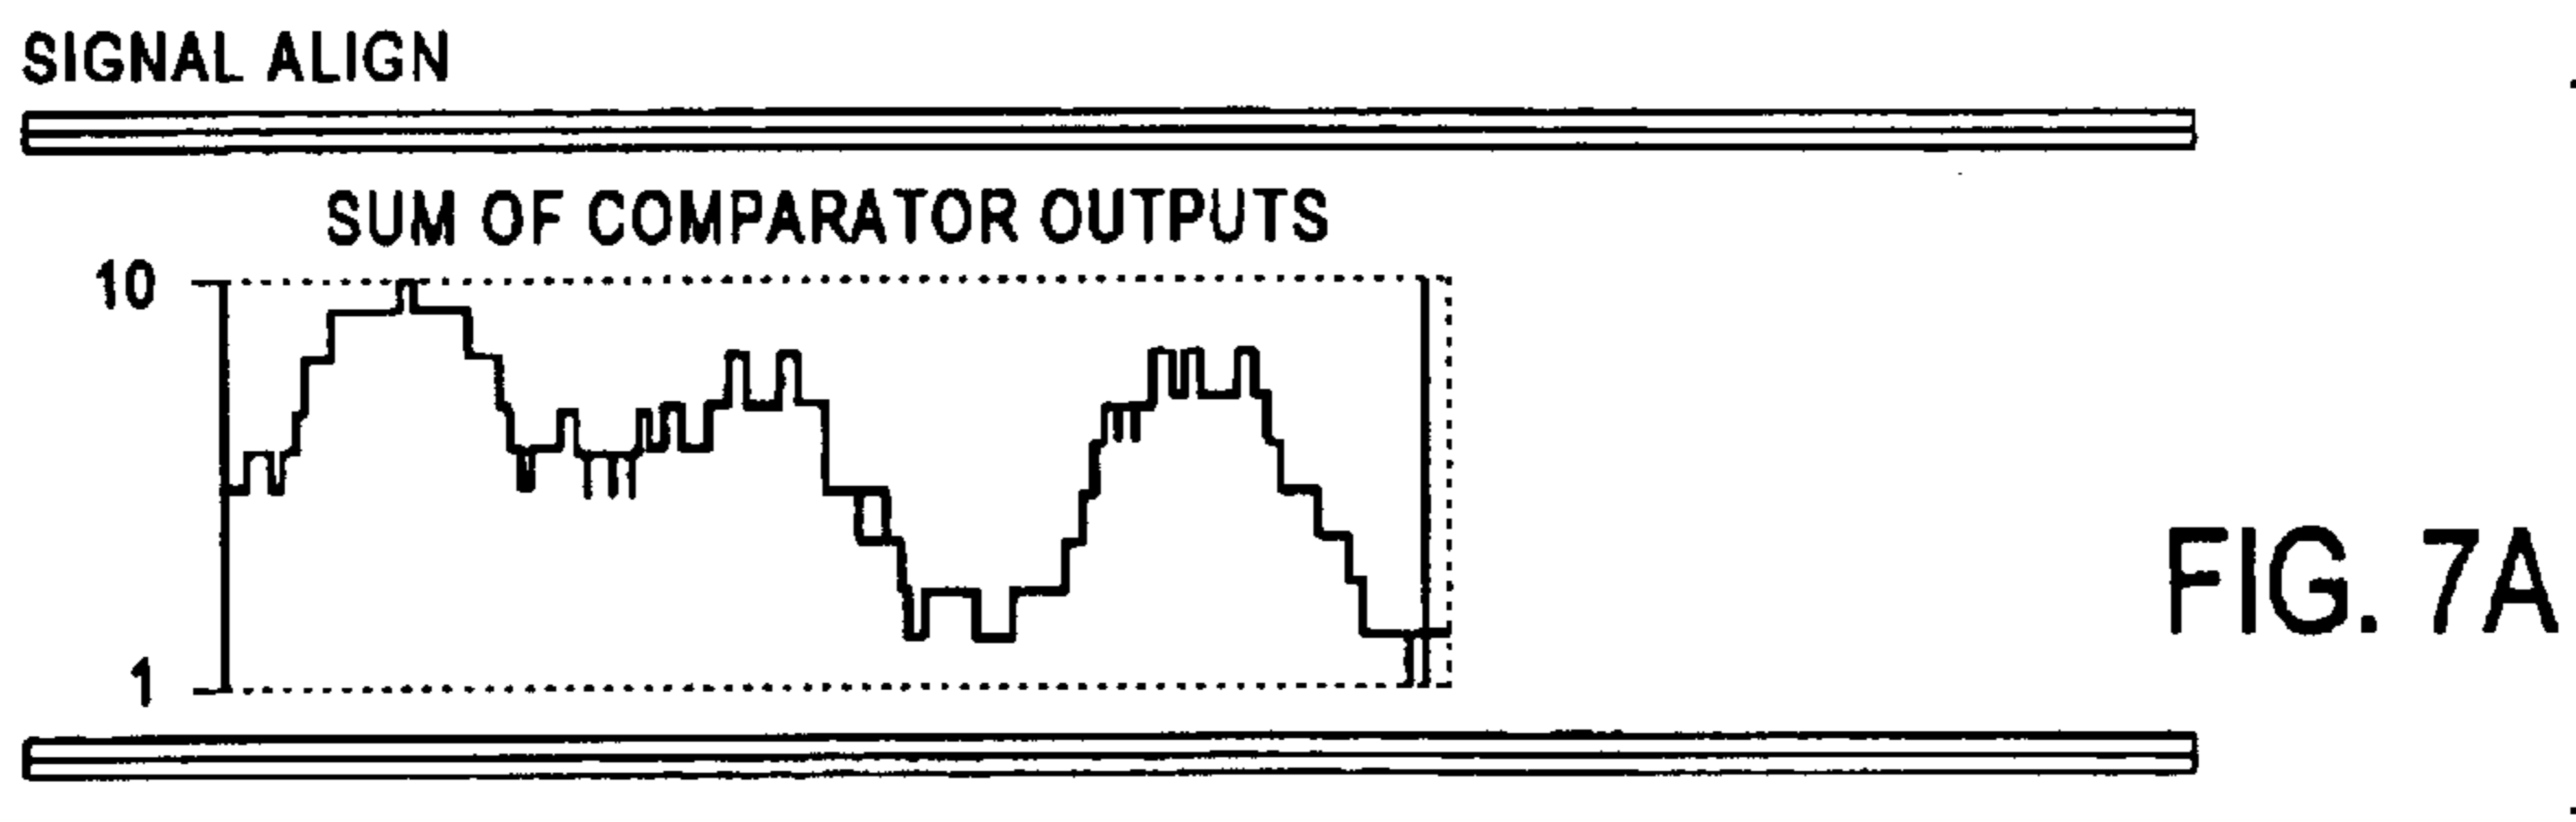 SIGNAL ALIGN
SUM OF COMPARATOR OUTPUTS
10
1
FIG. 7A